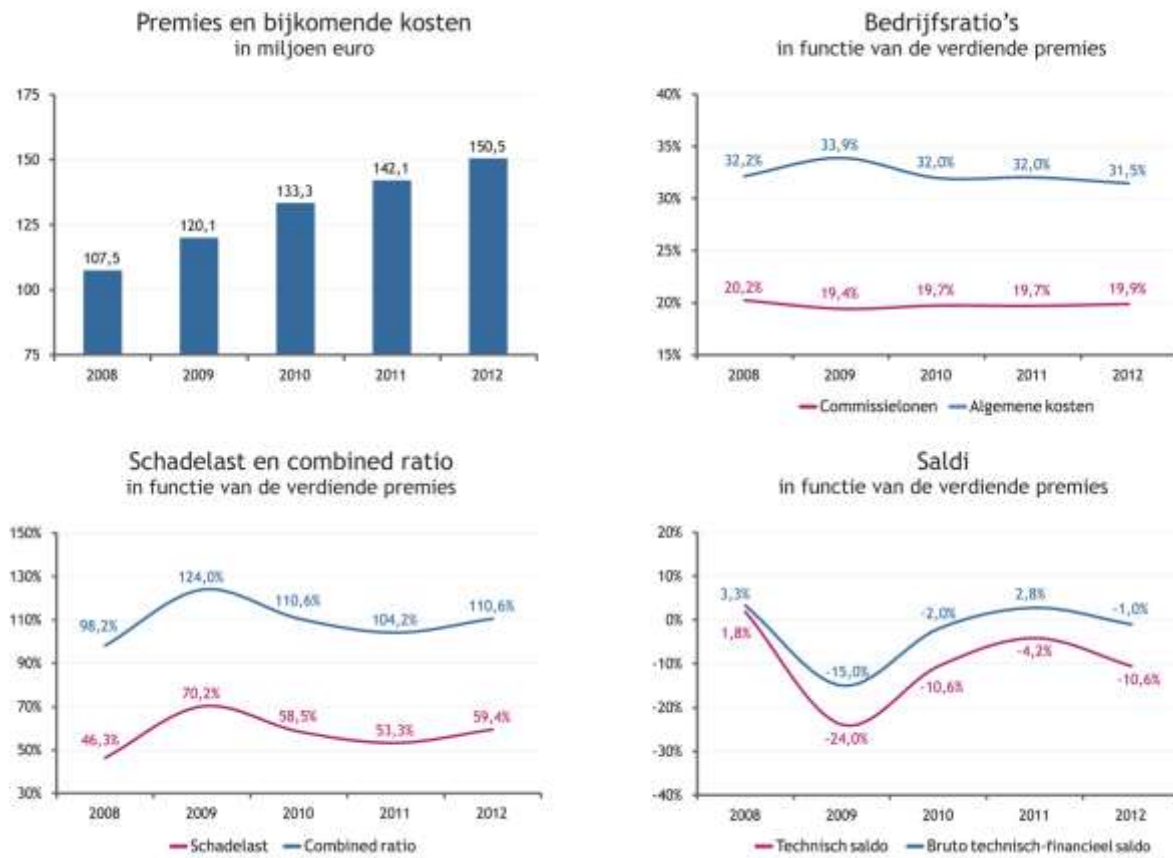 Premies en bijkomende kosten
in miljoen euro
175
150
125
100
75
107,5
120,1
133,3
142,1
150,5
2008 2009 2010 2011 2012
Bedrijfsratio's
in functie van de verdiende premies
40%
35%
30%
25%
20%
15%
32,2% 33,9% 32,0% 32,0% 31,5%
20,2% 19,4% 19,7% 19,7% 19,9%
2008 2009 2010 2011 2012
Commissielonen Algemene kosten
Schadelast en combined ratio
in functie van de verdiende premies
150%
130%
110%
90%
70%
50%
30%
98,2% 124,0% 110,6% 104,2% 110,6%
46,3% 70,2% 58,5% 53,3% 59,4%
2008 2009 2010 2011 2012
Schadelast Combined ratio
Saldi
in functie van de verdiende premies
20%
10%
0%
-10%
-20%
-30%
-40%
3,3% -15,0% -2,0% 2,8% -1,0%
1,8% -24,0% -10,6% -4,2% -10,6%
2008 2009 2010 2011 2012
Technisch saldo Bruto technisch-financieel saldo